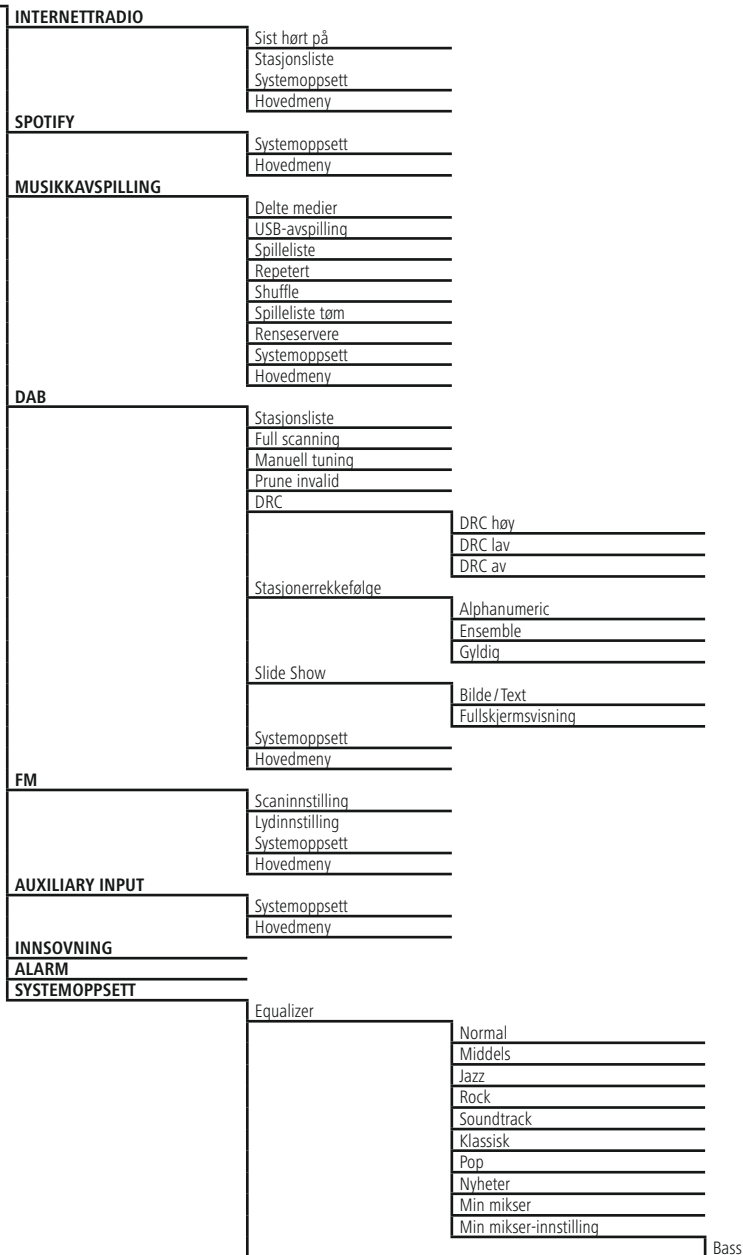 INTERNETTRADIO
Sist hørt på
Stasjonsliste
Systemoppsett
Hovedmeny
SPOTIFY
Systemoppsett
Hovedmeny
MUSIKKAVSPILLING
Delte medier
USB-avspilling
Spilleliste
Repetert
Shuffle
Spilleliste tøm
Renseservere
Systemoppsett
Hovedmeny
DAB
Stasjonsliste
Full scanning
Manuell tuning
Prune invalid
DRC
DRC høy
DRC lav
DRC av
Stasjonerrekkefølge
Alphanumeric
Ensemble
Gyldig
Slide Show
Bilde/Text
Fullskjermsvisning
Systemoppsett
Hovedmeny
FM
Scaninnstilling
Lydinnstilling
Systemoppsett
Hovedmeny
AUXILIARY INPUT
Systemoppsett
Hovedmeny
INNSOVNING
ALARM
SYSTEMOPPSETT
Equalizer
Normal
Middels
Jazz
Rock
Soundtrack
Klassisk
Pop
Nyheter
Min mikser
Min mikser-innstilling
Bass